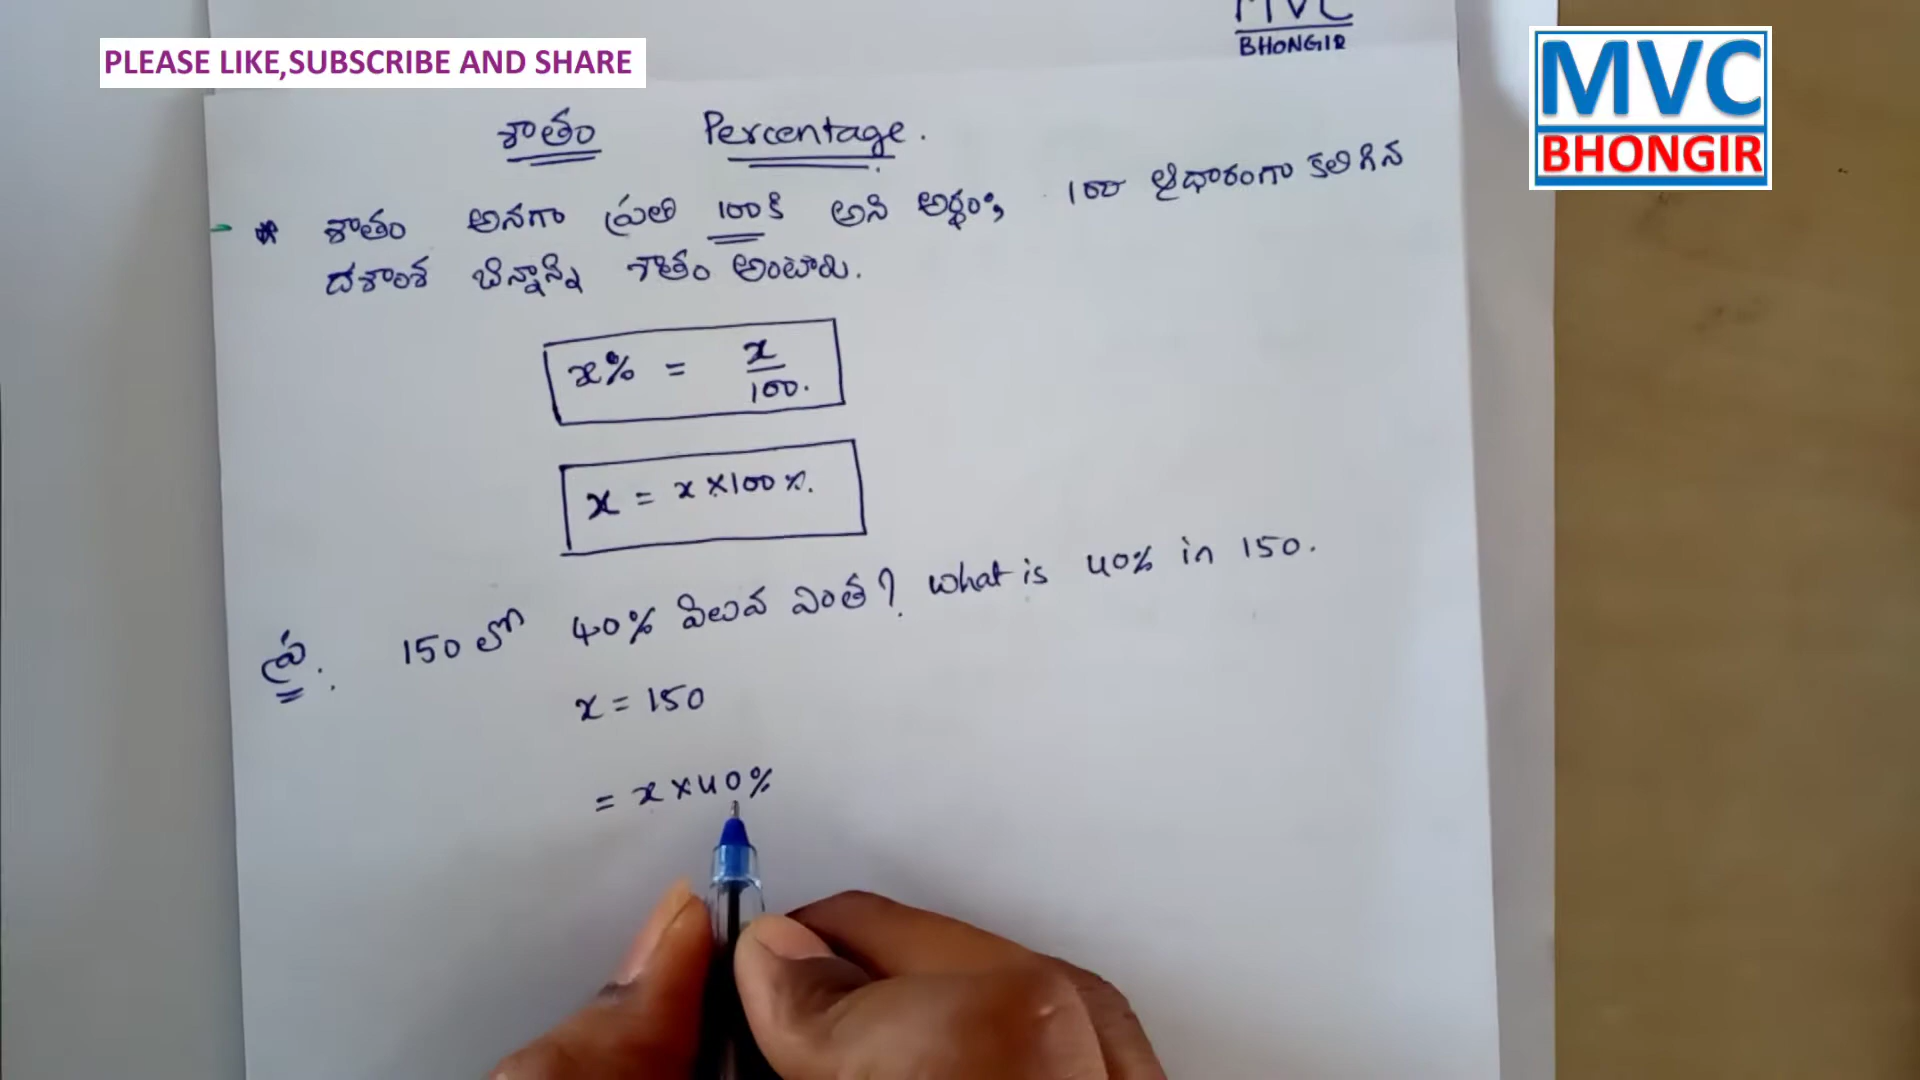 MVC
BHONGIR
PLEASE LIKE,SUBSCRIBE AND SHARE
MVC
BHONGIR
శాతం Percentage.
* శాతం అనగా ప్రతి 100కి అని అర్థం; 100 ఆధారంగా కలిగిన
దశాంశ బిన్నాన్ని శాతం అంటారు.
x% = x/100.
x = x×100%.
ప్ర. 150 లో 40% విలువ ఎంత? what is 40% in 150.
x = 150
= x×40%